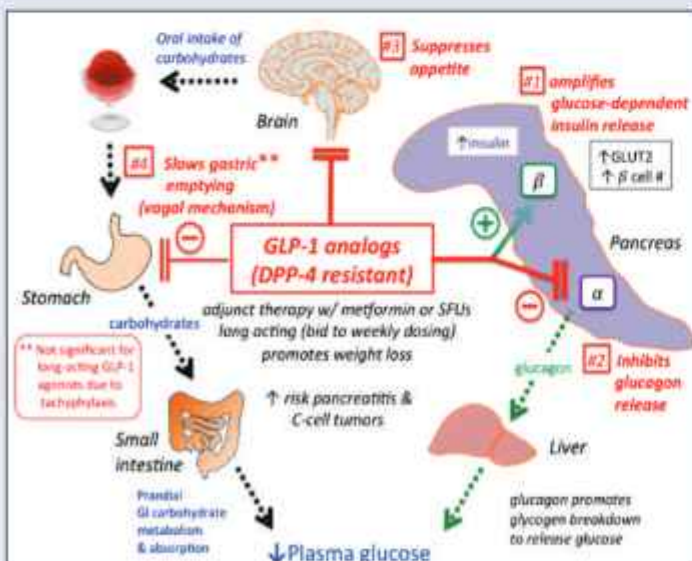 Oral intake of
carbohydrates
Brain
#3 Suppresses
appetite
#1 amplifies
glucose-dependent
insulin release
↑insulin
↑GLUT2
↑ β cell #
β
Pancreas
#4 Slows gastric**
emptying
(vagal mechanism)
Stomach
GLP-1 analogs
(DPP-4 resistant)
+
−
−
α
adjunct therapy w/ metformin or SFUs
long acting (bid to weekly dosing)
promotes weight loss
carbohydrates
** Not significant for
long-acting GLP-1
agonists due to
tachyphylaxis
glucagon
#2 Inhibits
glucagon
release
↑ risk pancreatitis &
C-cell tumors
Small
intestine
Liver
Prandial
GI carbohydrate
metabolism
& absorption
glucagon promotes
glycogen breakdown
to release glucose
↓Plasma glucose